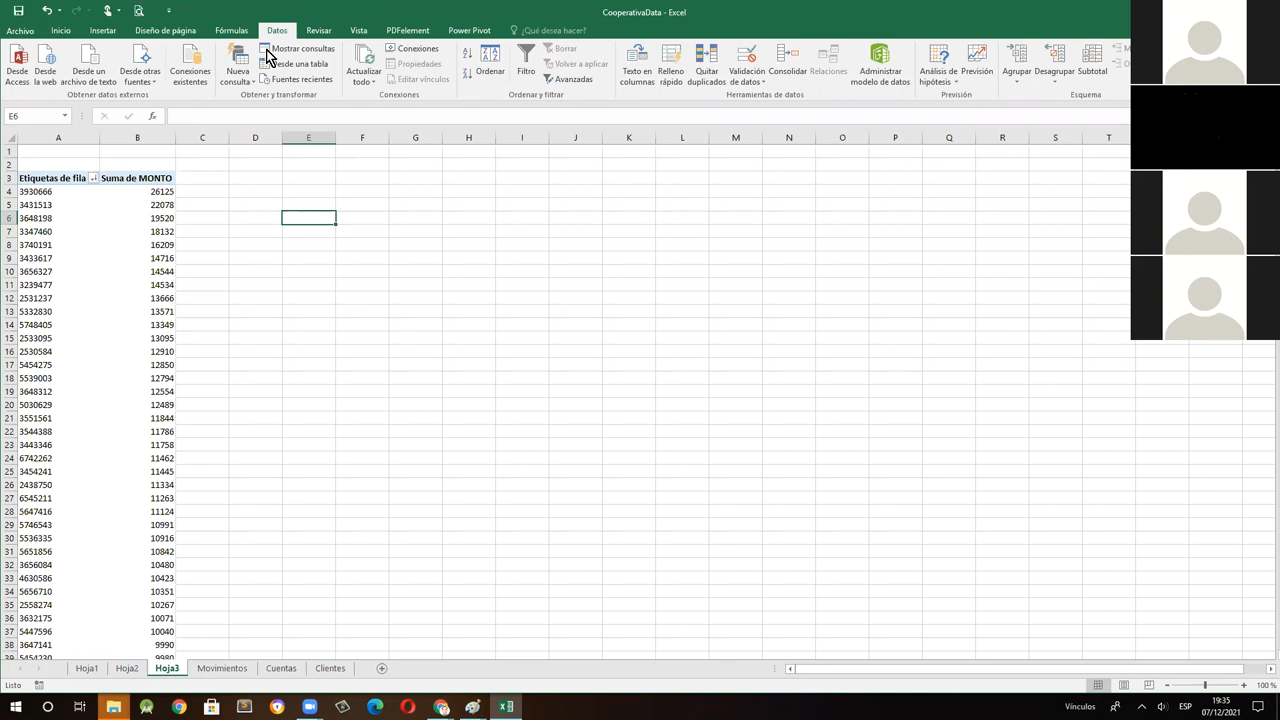 CooperativaData - Excel
Archivo Inicio Insertar Diseño de página Fórmulas Datos Revisar Vista PDFelement Power Pivot ¿Qué desea hacer?
Desde Access
Desde la web
Desde un archivo de texto
Desde otras fuentes
Conexiones existentes
Obtener datos externos
Nueva consulta
Mostrar consultas
esde una tabla
Fuentes recientes
Obtener y transformar
Actualizar todo
Conexiones
Propiedades
Editar vínculos
Conexiones
Ordenar
Filtro
Borrar
Volver a aplicar
Avanzadas
Ordenar y filtrar
Texto en columnas
Relleno rápido
Quitar duplicados
Validación de datos
Consolidar
Relaciones
Administrar modelo de datos
Herramientas de datos
Análisis de hipótesis
Previsión
Previsión
Agrupar
Desagrupar
Subtotal
Esquema
E6
fx
A B C D E F G H I J K L M N O P Q R S T
1
2
3 Etiquetas de fila Suma de MONTO
4 3930666 26125
5 3431513 22078
6 3648198 19520
7 3347460 18132
8 3740191 16209
9 3433617 14716
10 3656327 14544
11 3239477 14534
12 2531237 13666
13 5332830 13571
14 5748405 13349
15 2533095 13095
16 2530584 12910
17 5454275 12850
18 5539003 12794
19 3648312 12554
20 5030629 12489
21 3551561 11844
22 3544388 11786
23 3443346 11758
24 6742262 11462
25 3454241 11445
26 2438750 11334
27 6545211 11263
28 5647416 11124
29 5746543 10991
30 5536335 10916
31 5651856 10842
32 3656084 10480
33 4630586 10423
34 5656710 10351
35 2558274 10267
36 3632175 10071
37 5447596 10040
38 3647141 9990
39 5454230 9980
Hoja1 Hoja2 Hoja3 Movimientos Cuentas Clientes
Listo
100 %
Vínculos
ESP
19:35
07/12/2021